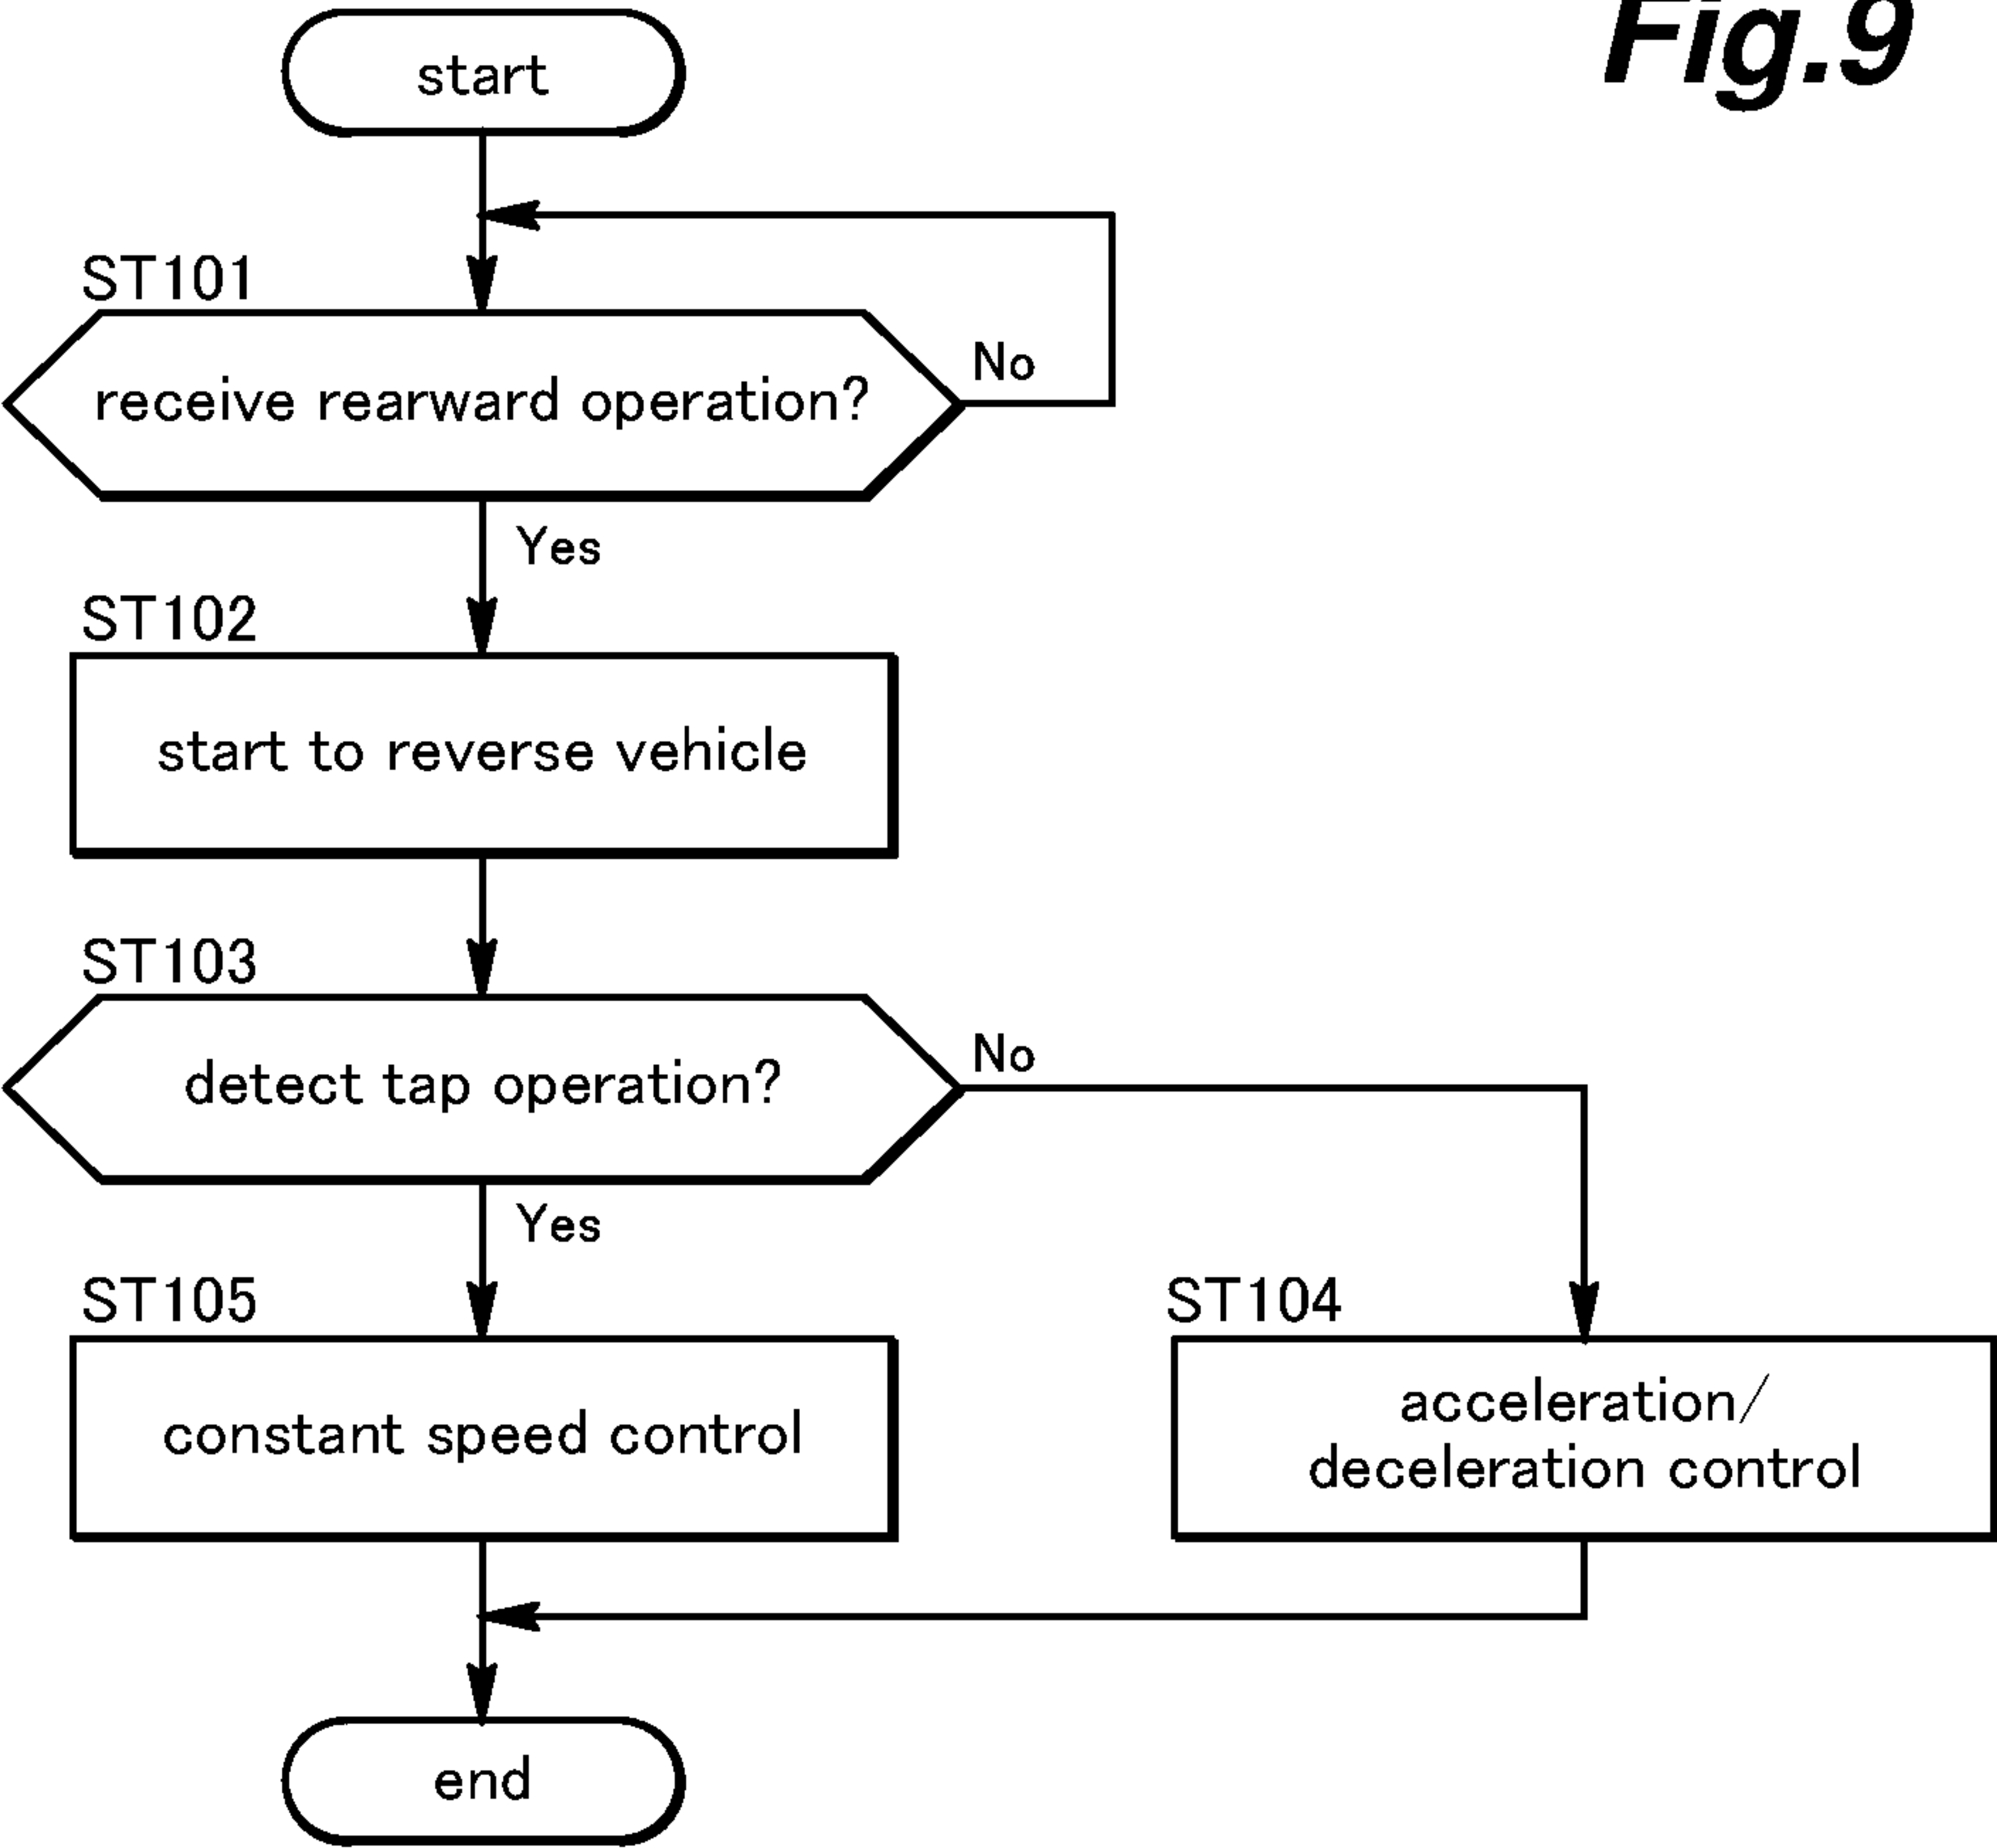 Fig.9
start
ST101
receive rearward operation?
No
Yes
ST102
start to reverse vehicle
ST103
detect tap operation?
No
Yes
ST105
constant speed control
ST104
acceleration/
deceleration control
end